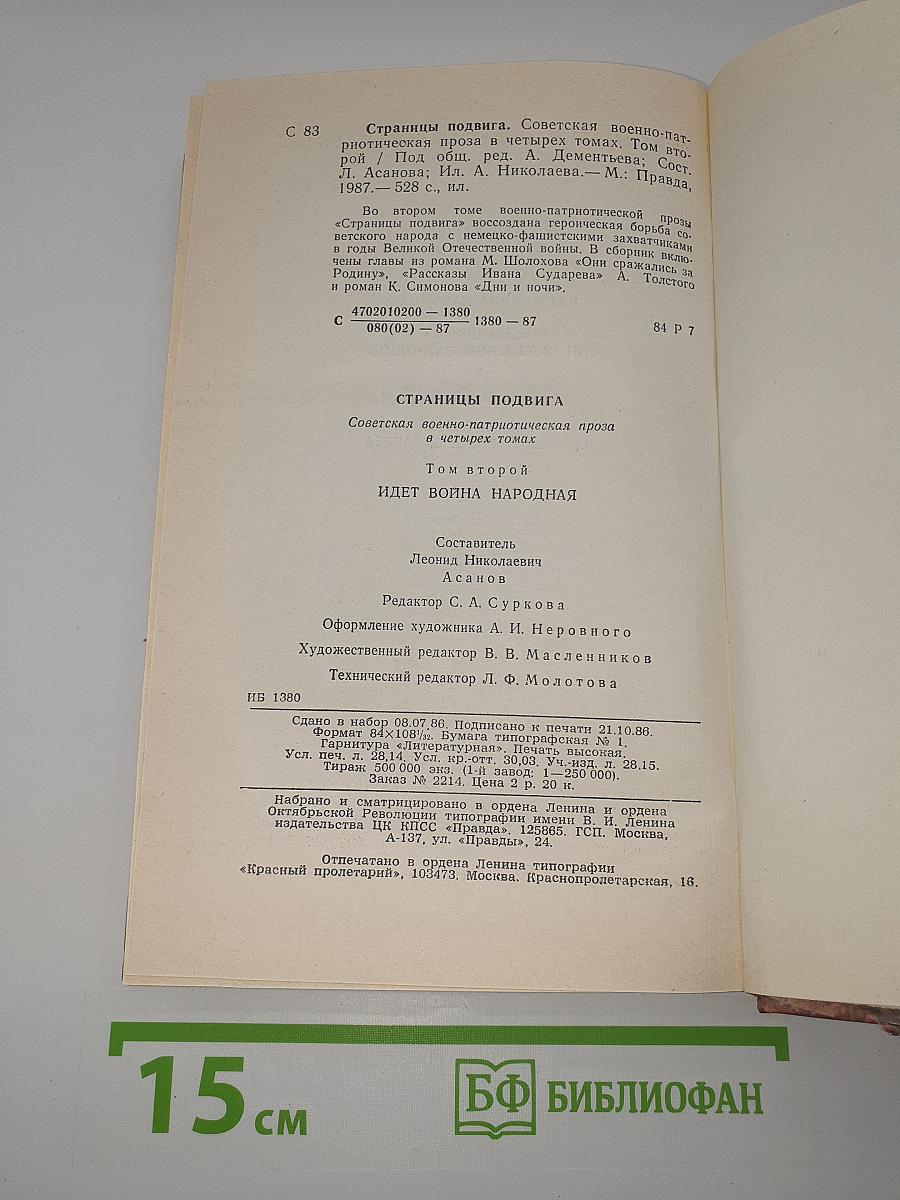 С 83
Страницы подвига. Советская военно-пат-
риотическая проза в четырех томах. Том вто-
рой / Под общ. ред. А. Дементьева; Сост.
Л. Асанова; Ил. А. Николаева.— М.: Правда,
1987.— 528 с., ил.
Во втором томе военно-патриотической прозы
«Страницы подвига» воссоздана героическая борьба со-
ветского народа с немецко-фашистскими захватчиками
в годы Великой Отечественной войны. В сборник вклю-
чены главы из романа М. Шолохова «Они сражались за
Родину», «Рассказы Ивана Сударева» А. Толстого
и роман К. Симонова «Дни и ночи».
С 4702010200 — 1380
080(02) — 87 1380 — 87
84 Р 7
СТРАНИЦЫ ПОДВИГА
Советская военно-патриотическая проза
в четырех томах
Том второй
ИДЕТ ВОЙНА НАРОДНАЯ
Составитель
Леонид Николаевич
Асанов
Редактор С. А. Суркова
Оформление художника А. И. Неровного
Художественный редактор В. В. Масленников
Технический редактор Л. Ф. Молотова
ИБ 1380
Сдано в набор 08.07.86. Подписано к печати 21.10.86.
Формат 84×108¹/₃₂. Бумага типографская № 1.
Гарнитура «Литературная». Печать высокая.
Усл. печ. л. 28,14. Усл. кр.-отт. 30,03. Уч.-изд. л. 28,15.
Тираж 500 000 экз. (1-й завод: 1—250 000).
Заказ № 2214. Цена 2 р. 20 к.
Набрано и сматрицировано в ордена Ленина и ордена
Октябрьской Революции типографии имени В. И. Ленина
издательства ЦК КПСС «Правда». 125865. ГСП. Москва,
А-137, ул. «Правды», 24.
Отпечатано в ордена Ленина типографии
«Красный пролетарий», 103473. Москва. Краснопролетарская, 16.
15 см
БФ БИБЛИОФАН